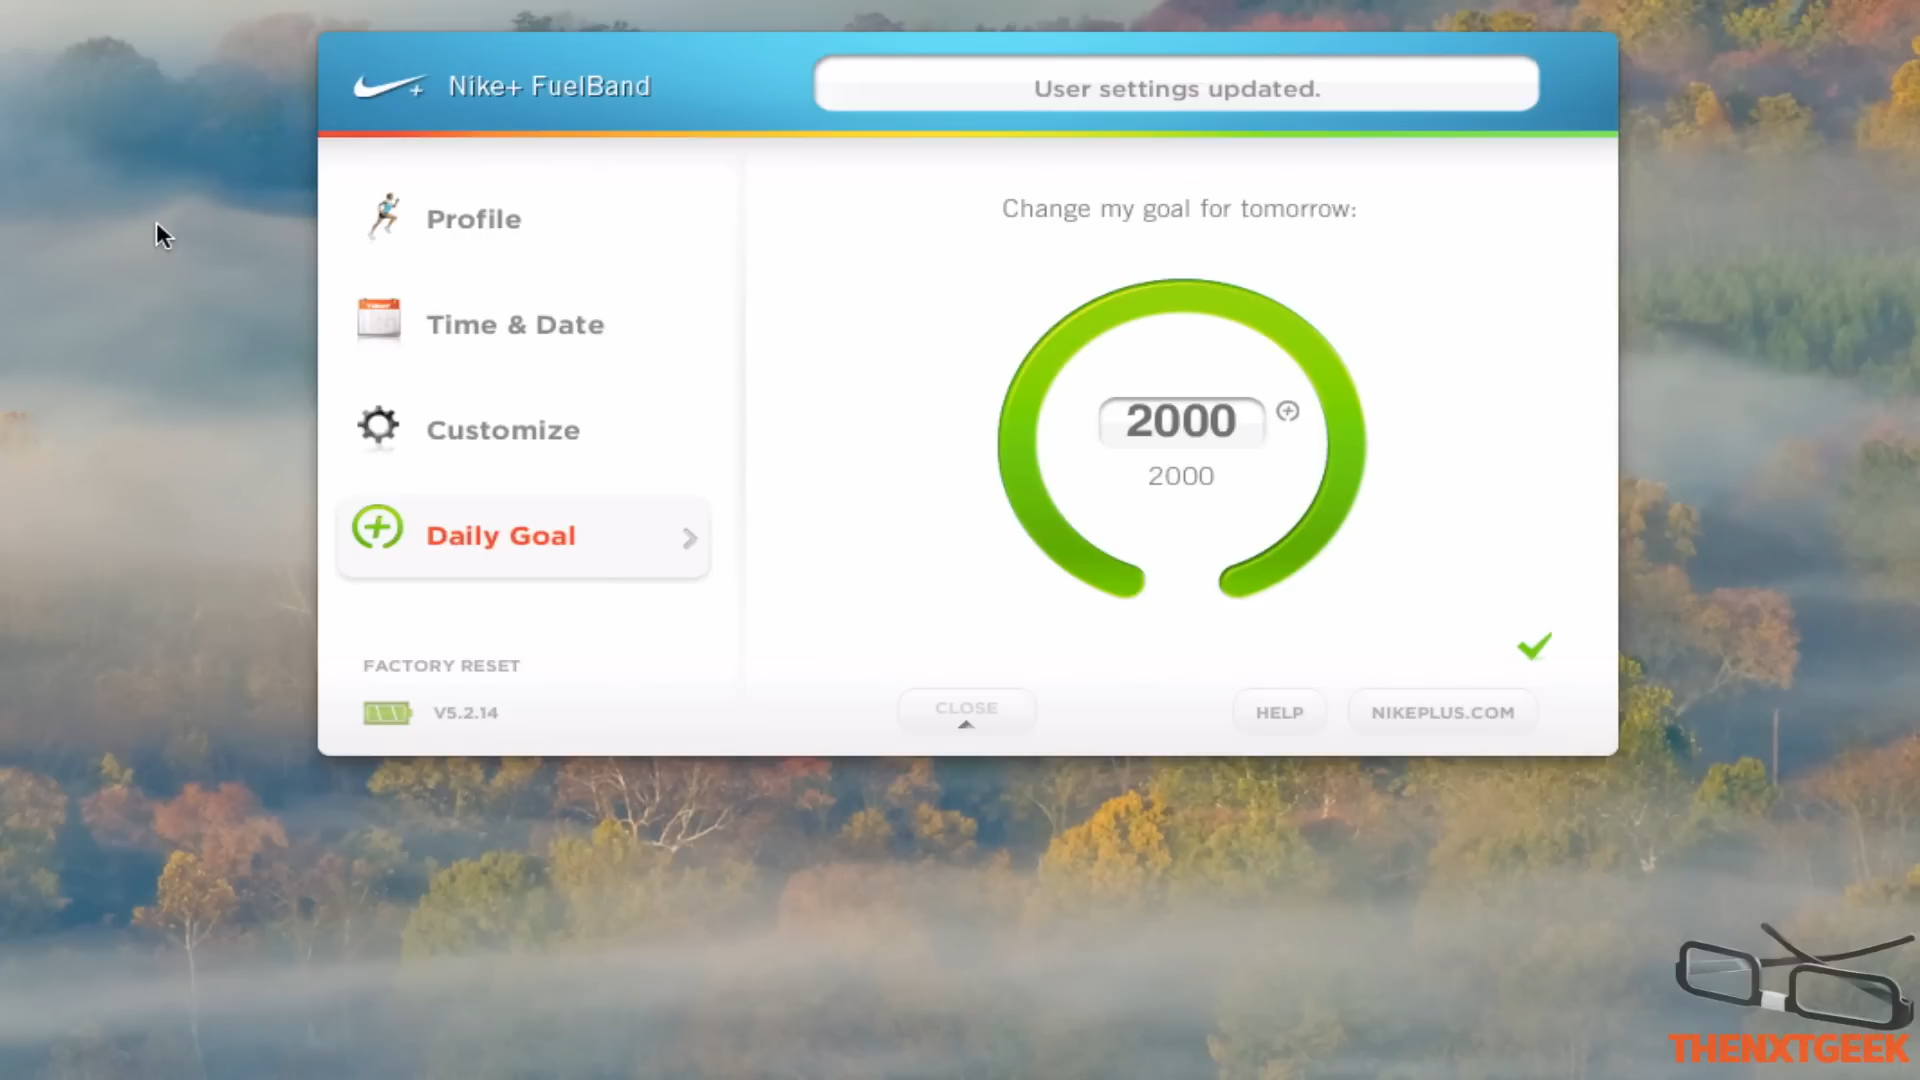 Nike+ FuelBand
User settings updated.
Profile
Time & Date
Customize
Daily Goal
FACTORY RESET
V5.2.14
Change my goal for tomorrow:
2000
2000
CLOSE
HELP
NIKEPLUS.COM
THENXTGEEK